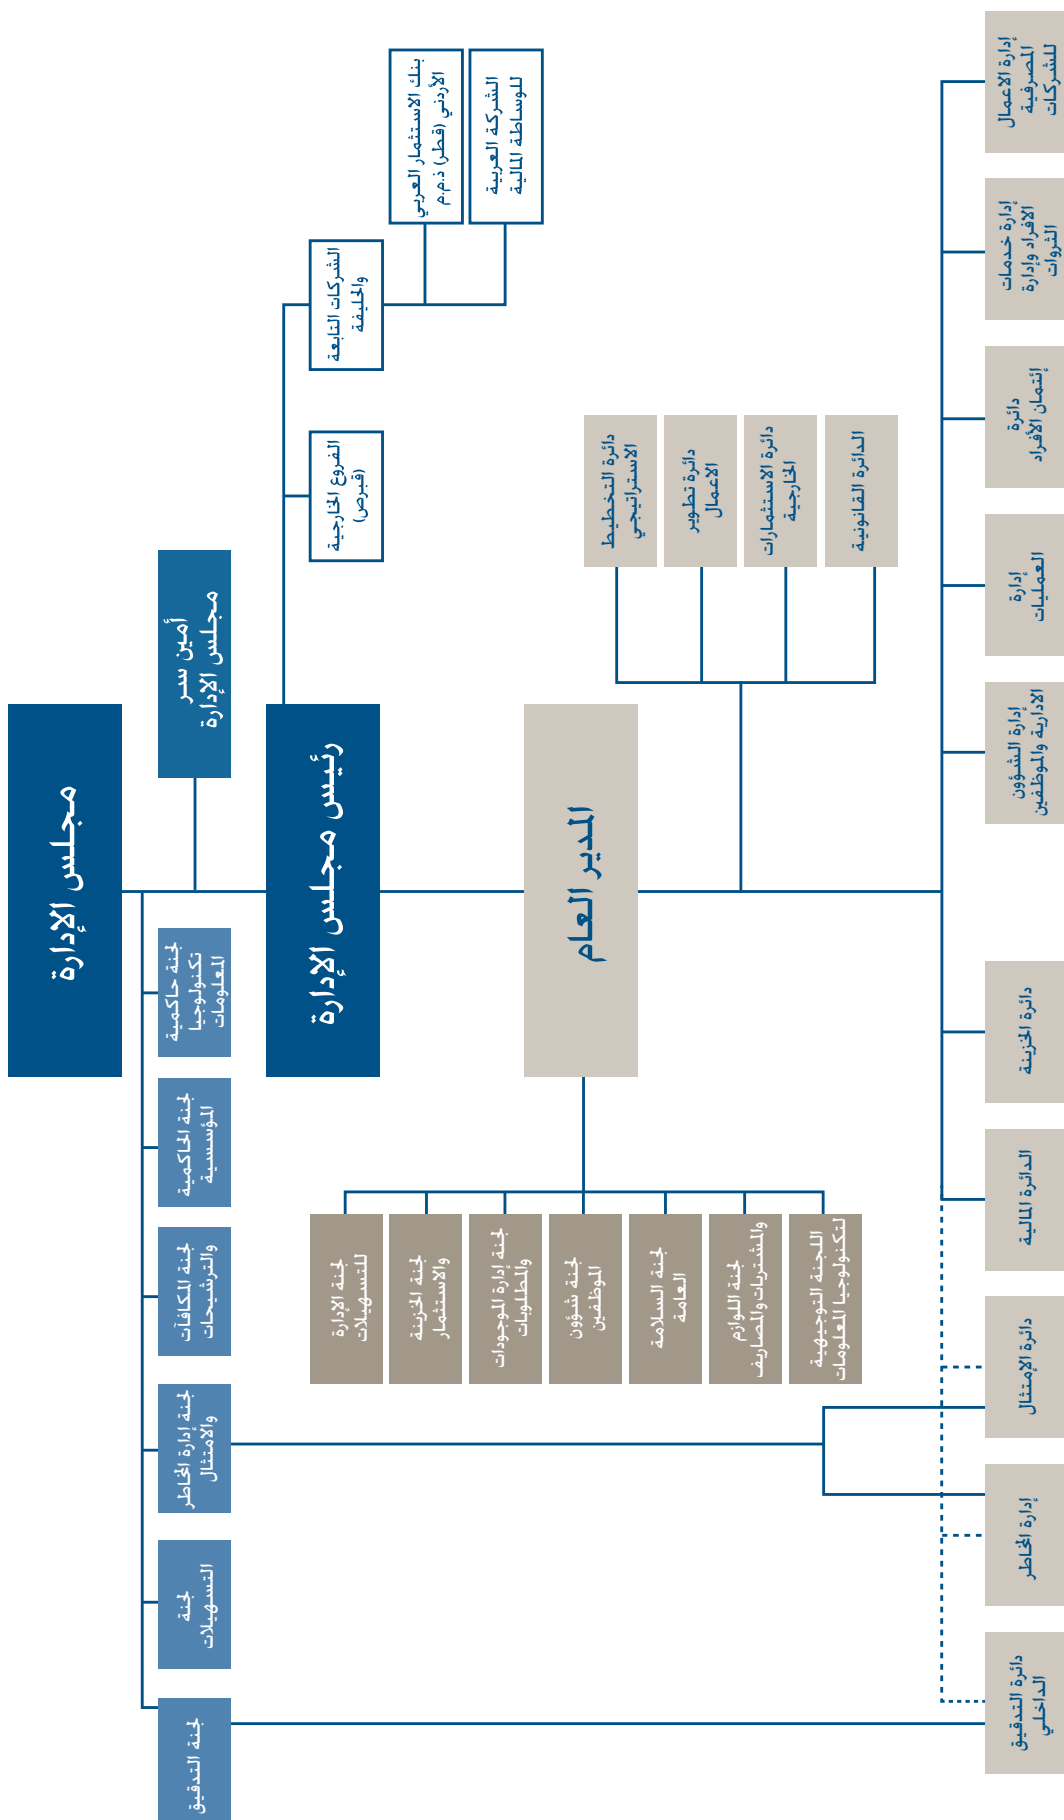 مجلس الإدارة
أمين سر
مجلس الإدارة
لجنة حاكمية
تكنولوجيا
المعلومات
لجنة الحاكمية
المؤسسية
لجنة المكافآت
والترشيحات
لجنة إدارة المخاطر
والامتثال
لجنة
التسهيلات
لجنة التدقيق
رئيس مجلس الإدارة
الفروع الخارجية
(قبرص)
الشركات التابعة
والحليفة
بنك الاستثمار العربي
الأردني (قطر) ذ.م.م
الشركة العربية
للوساطة المالية
المدير العام
لجنة الإدارة
للتسهيلات
لجنة الخزينة
والاستثمار
لجنة إدارة الموجودات
والمطلوبات
لجنة شؤون
الموظفين
لجنة السلامة
العامة
لجنة اللوازم
والمشتريات والمصاريف
اللجنة التوجيهية
لتكنولوجيا المعلومات
دائرة التخطيط
الاستراتيجي
دائرة تطوير
الاعمال
دائرة الاستثمارات
الخارجية
الدائرة القانونية
إدارة الاعمال
المصرفية
للشركات
إدارة خدمات
الافراد وإدارة
الثروات
دائرة
إئتمان الأفراد
إدارة
العمليات
إدارة الشؤون
الادارية والموظفين
دائرة الخزينة
الدائرة المالية
دائرة الإمتثال
إدارة المخاطر
دائرة التدقيق
الداخلي